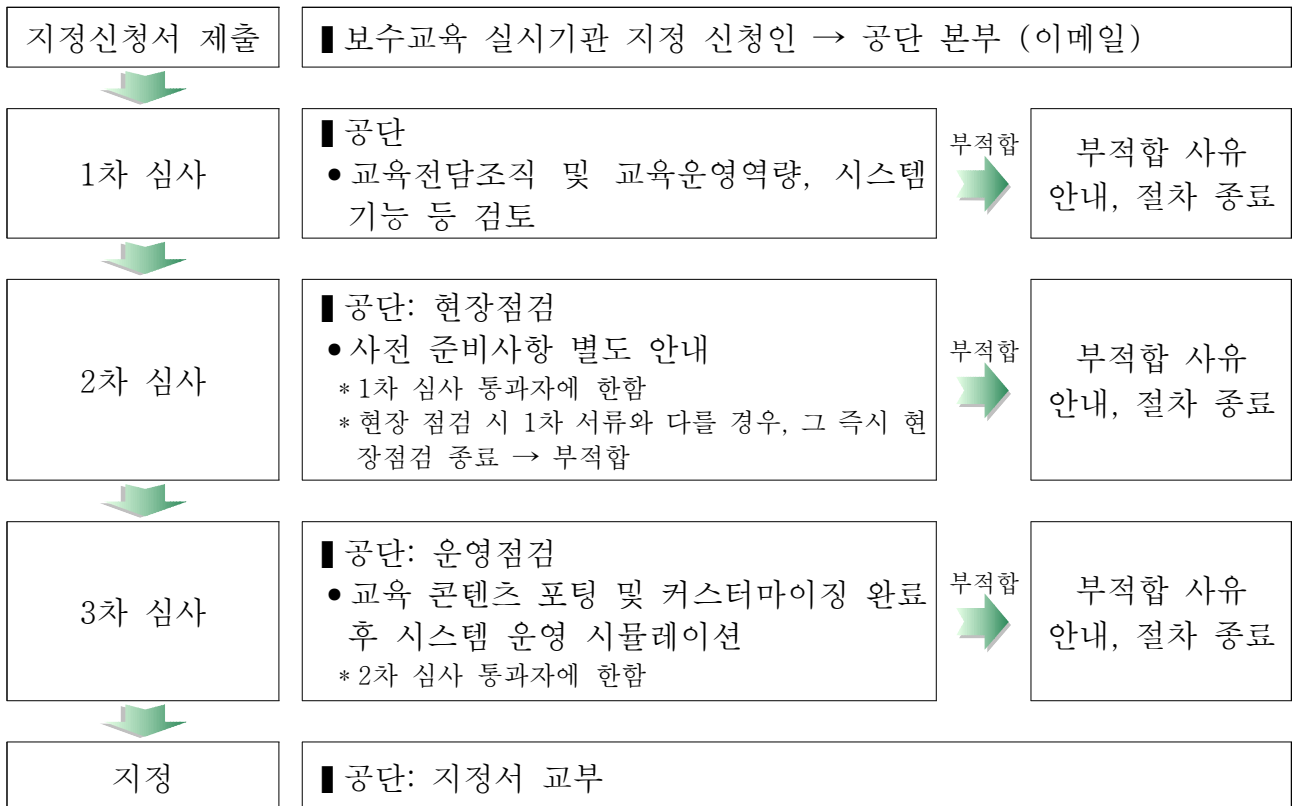 지정신청서 제출
▌보수교육 실시기관 지정 신청인 → 공단 본부 (이메일)
1차 심사
▌공단
• 교육전담조직 및 교육운영역량, 시스템
기능 등 검토
부적합
부적합 사유
안내, 절차 종료
2차 심사
▌공단: 현장점검
• 사전 준비사항 별도 안내
* 1차 심사 통과자에 한함
* 현장 점검 시 1차 서류와 다를 경우, 그 즉시 현
장점검 종료 → 부적합
부적합
부적합 사유
안내, 절차 종료
3차 심사
▌공단: 운영점검
• 교육 콘텐츠 포팅 및 커스터마이징 완료
후 시스템 운영 시뮬레이션
* 2차 심사 통과자에 한함
부적합
부적합 사유
안내, 절차 종료
지정
▌공단: 지정서 교부